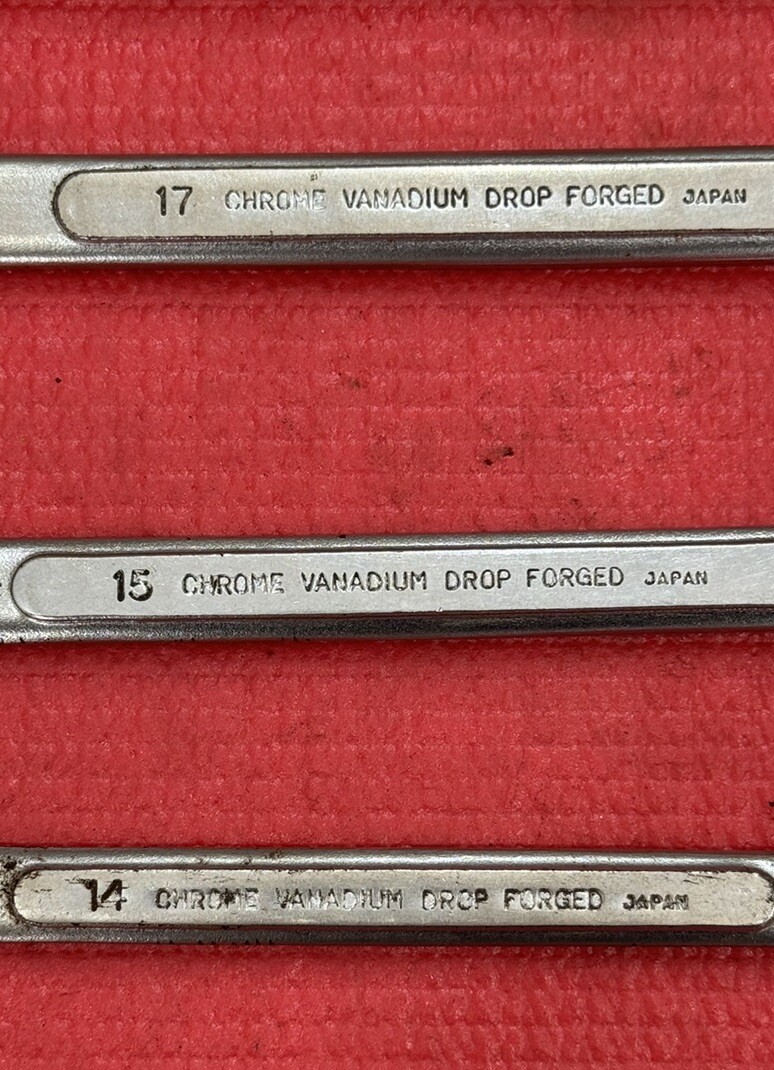 17 CHROME VANADIUM DROP FORGED JAPAN
15 CHROME VANADIUM DROP FORGED JAPAN
14 CHROME VANADIUM DROP FORGED JAPAN